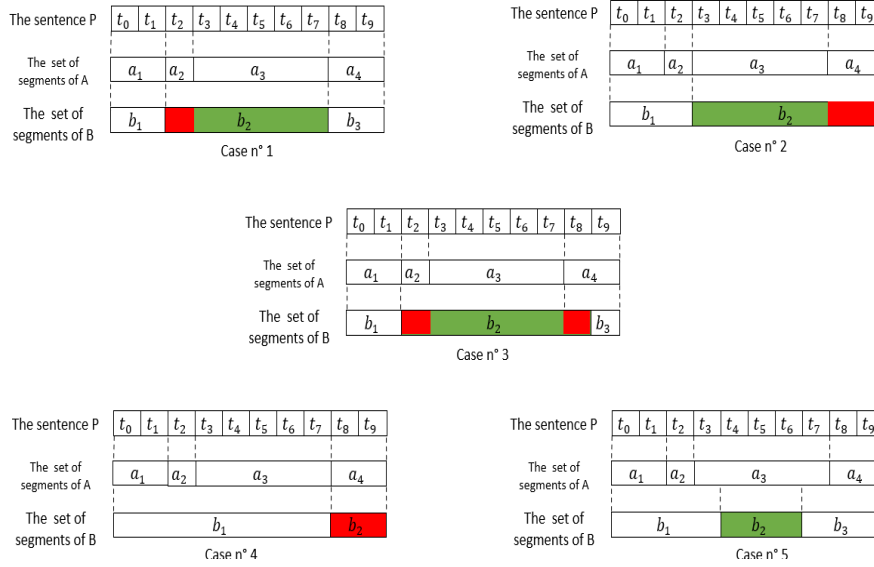 The sentence P t₀ t₁ t₂ t₃ t₄ t₅ t₆ t₇ t₈ t₉
The set of
segments of A
a₁ a₂ a₃ a₄
The set of
segments of B
b₁ b₂ b₃
Case n° 1
The sentence P t₀ t₁ t₂ t₃ t₄ t₅ t₆ t₇ t₈ t₉
The set of
segments of A
a₁ a₂ a₃ a₄
The set of
segments of B
b₁ b₂
Case n° 2
The sentence P t₀ t₁ t₂ t₃ t₄ t₅ t₆ t₇ t₈ t₉
The set of
segments of A
a₁ a₂ a₃ a₄
The set of
segments of B
b₁ b₂ b₃
Case n° 3
The sentence P t₀ t₁ t₂ t₃ t₄ t₅ t₆ t₇ t₈ t₉
The set of
segments of A
a₁ a₂ a₃ a₄
The set of
segments of B
b₁ b₂
Case n° 4
The sentence P t₀ t₁ t₂ t₃ t₄ t₅ t₆ t₇ t₈ t₉
The set of
segments of A
a₁ a₂ a₃ a₄
The set of
segments of B
b₁ b₂ b₃
Case n° 5